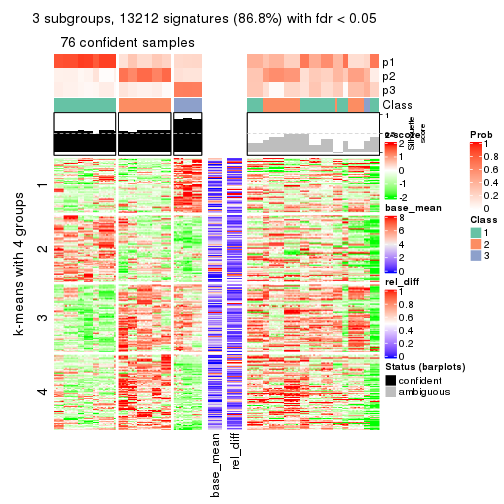 3 subgroups, 13212 signatures (86.8%) with fdr < 0.05
76 confident samples
p1
p2
p3
Class
1
0.5
Silhouette
score
k-means with 4 groups
1
2
3
4
base_mean
rel_diff
z-score
2
1
0
-1
-2
base_mean
8
6
4
2
0
rel_diff
1
0.8
0.6
0.4
0.2
0
Status (barplots)
confident
ambiguous
Prob
1
0.8
0.6
0.4
0.2
0
Class
1
2
3